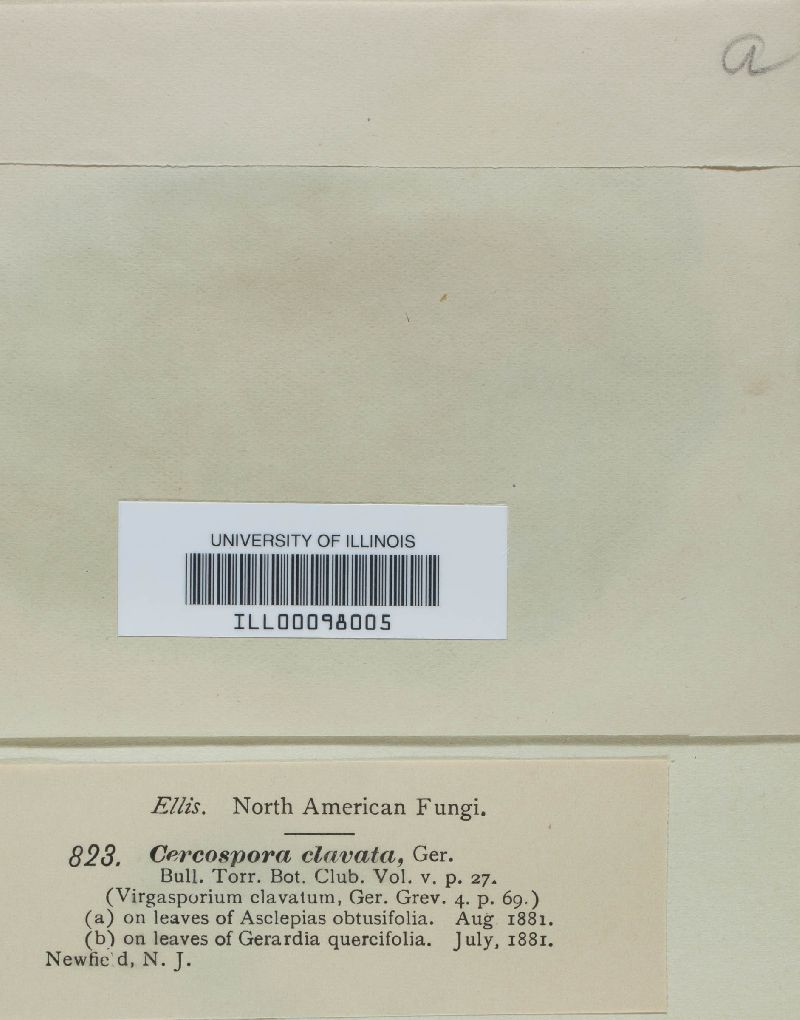 a
UNIVERSITY OF ILLINOIS
ILL00098005
Ellis. North American Fungi.
823. Cercospora clavata, Ger.
Bull. Torr. Bot. Club. Vol. v. p. 27.
(Virgasporium clavatum, Ger. Grev. 4. p. 69.)
(a) on leaves of Asclepias obtusifolia. Aug 1881.
(b) on leaves of Gerardia quercifolia. July, 1881.
Newfie'd, N. J.